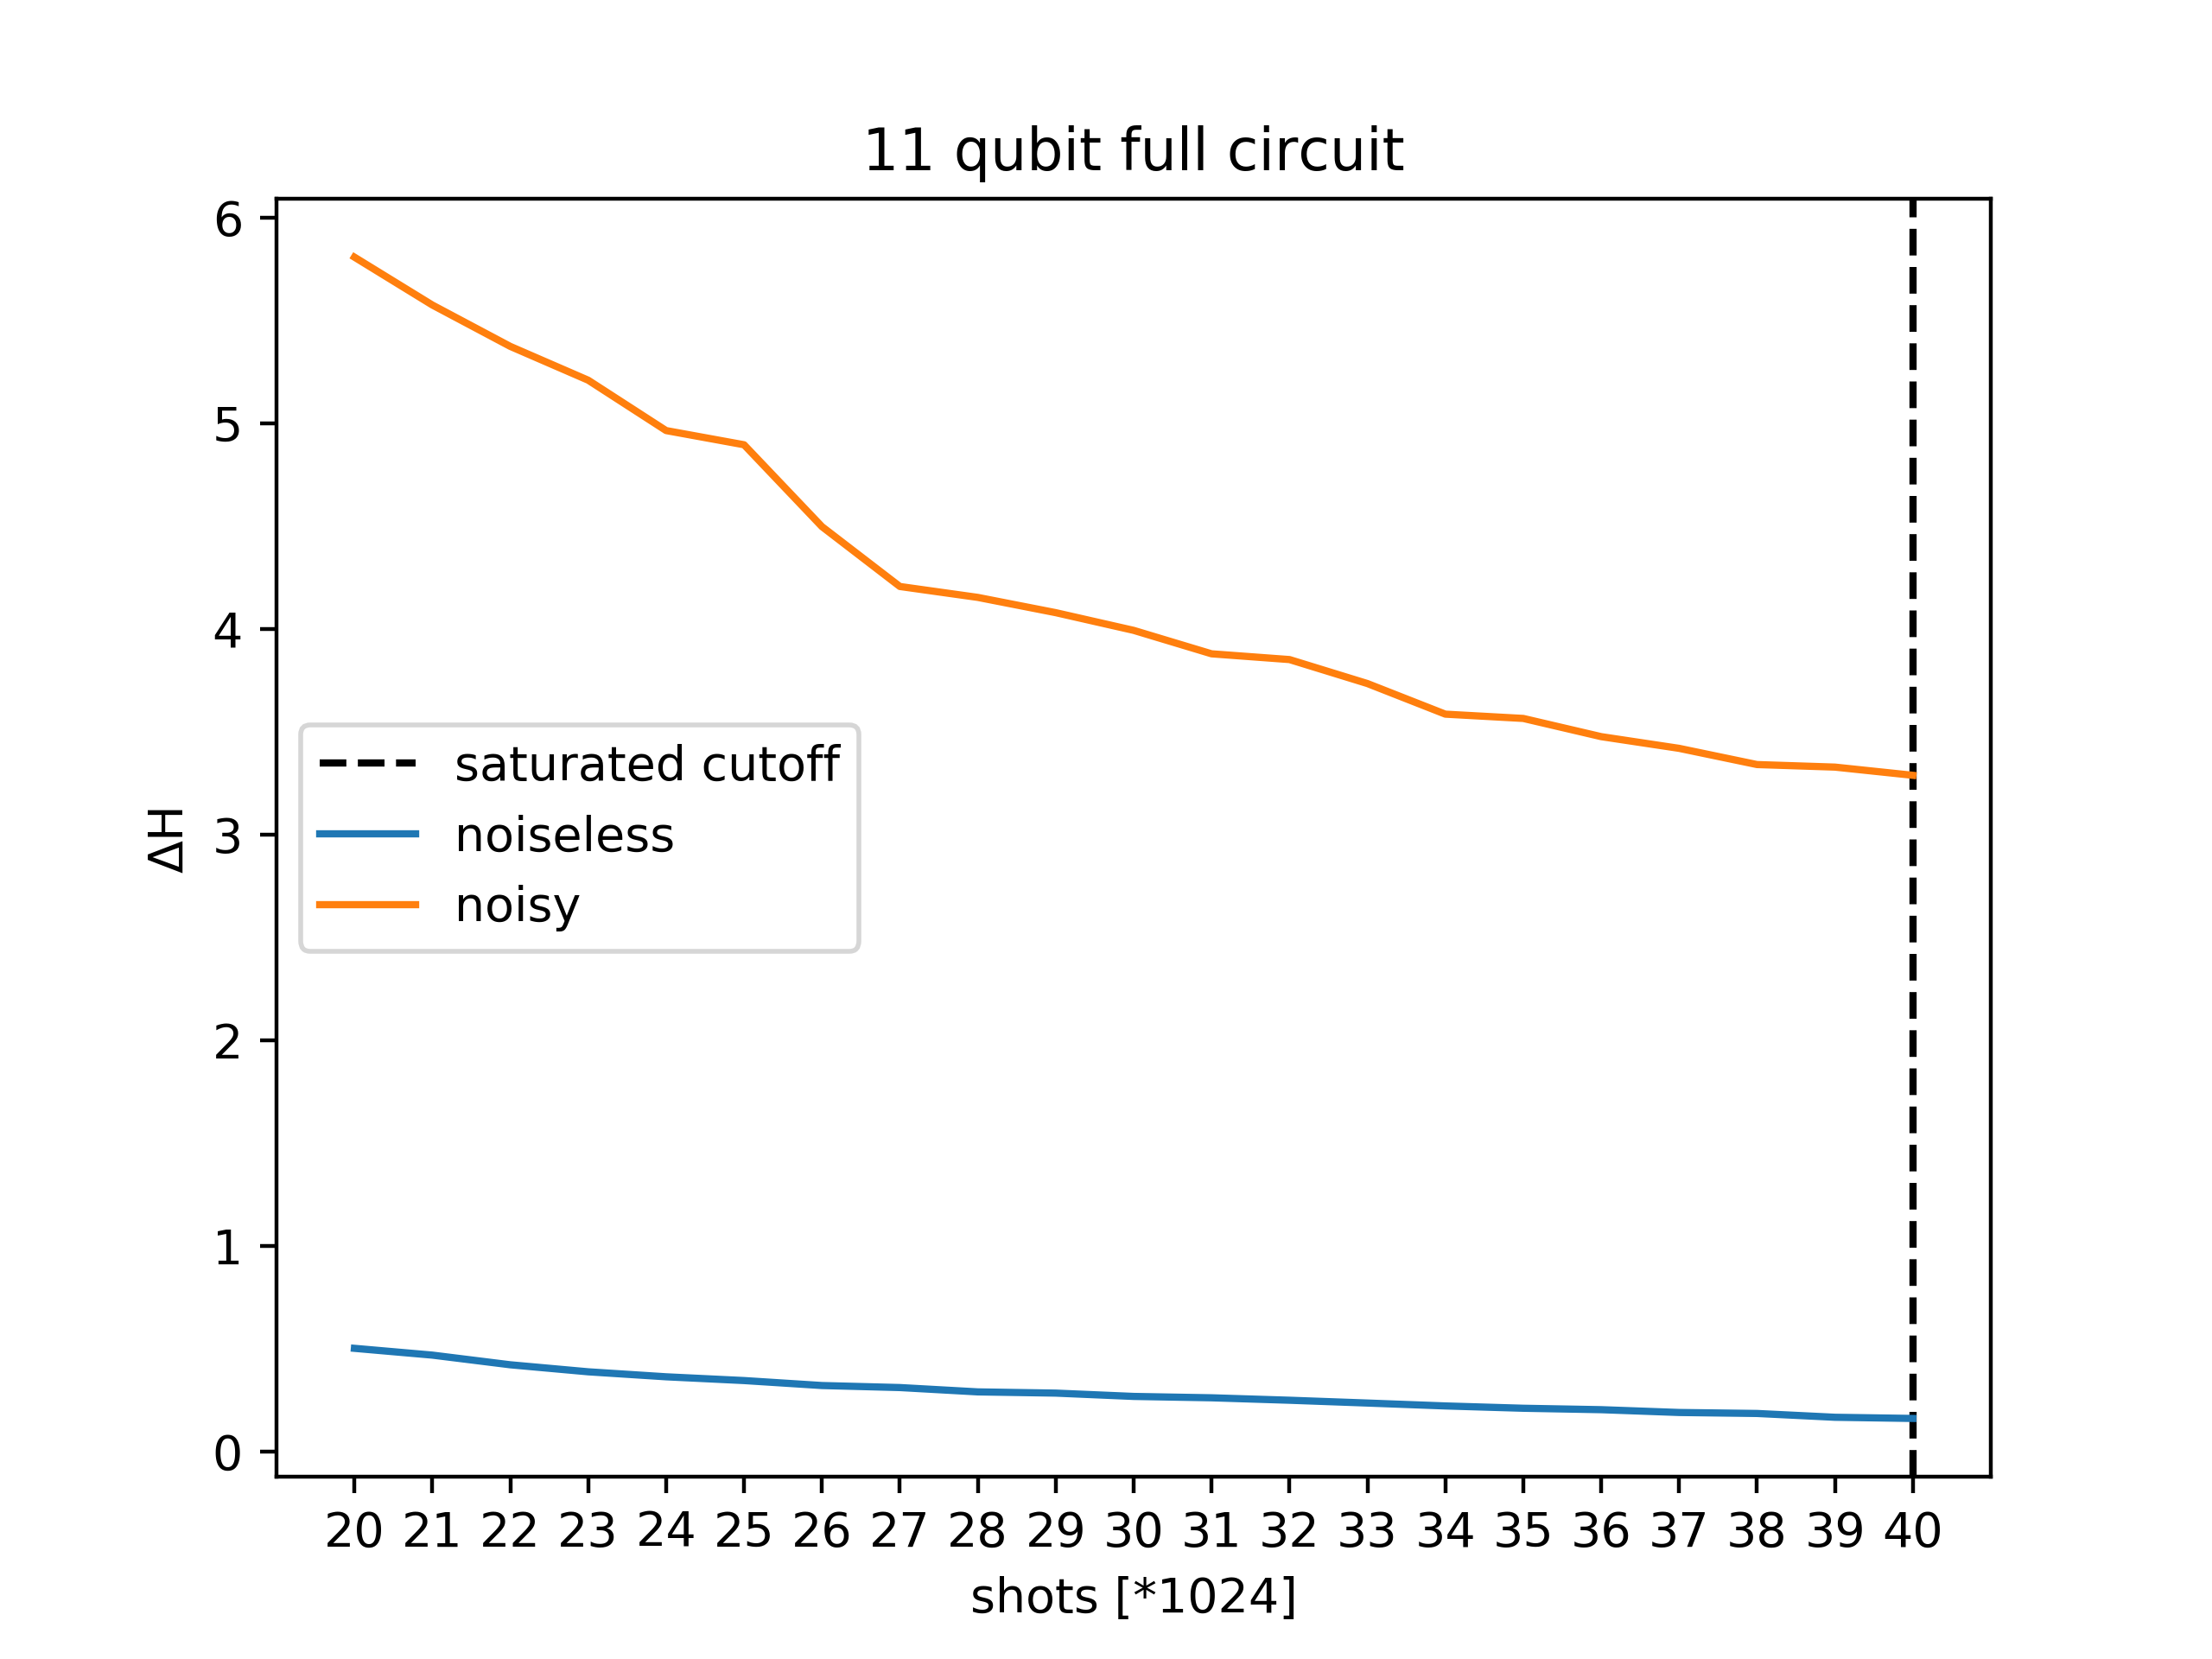 11 qubit full circuit
6
5
4
3
2
1
0
ΔH
saturated cutoff
noiseless
noisy
20 21 22 23 24 25 26 27 28 29 30 31 32 33 34 35 36 37 38 39 40
shots [*1024]